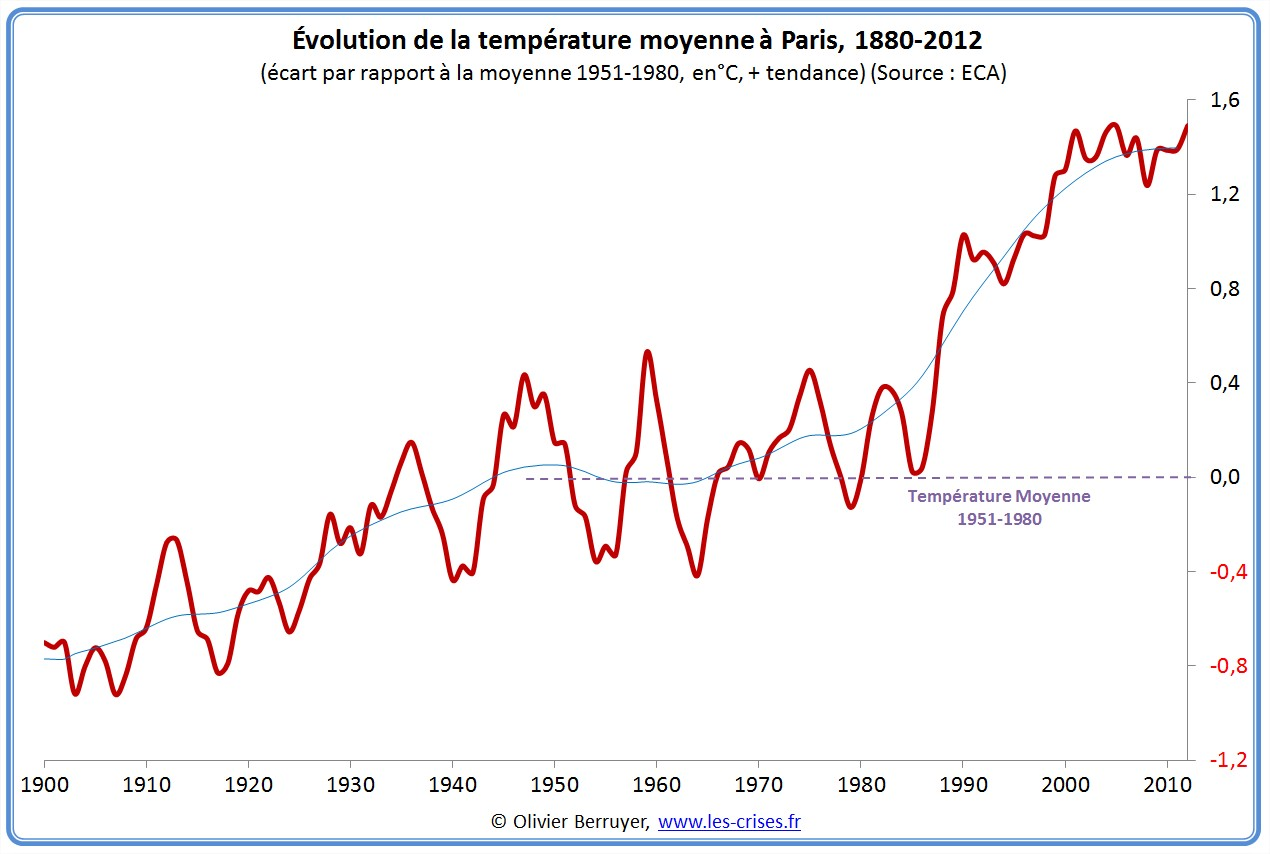 Évolution de la température moyenne à Paris, 1880-2012
(écart par rapport à la moyenne 1951-1980, en°C, + tendance) (Source : ECA)
1,6
1,2
0,8
0,4
0,0
Température Moyenne
1951-1980
-0,4
-0,8
-1,2
1900 1910 1920 1930 1940 1950 1960 1970 1980 1990 2000 2010
© Olivier Berruyer, www.les-crises.fr